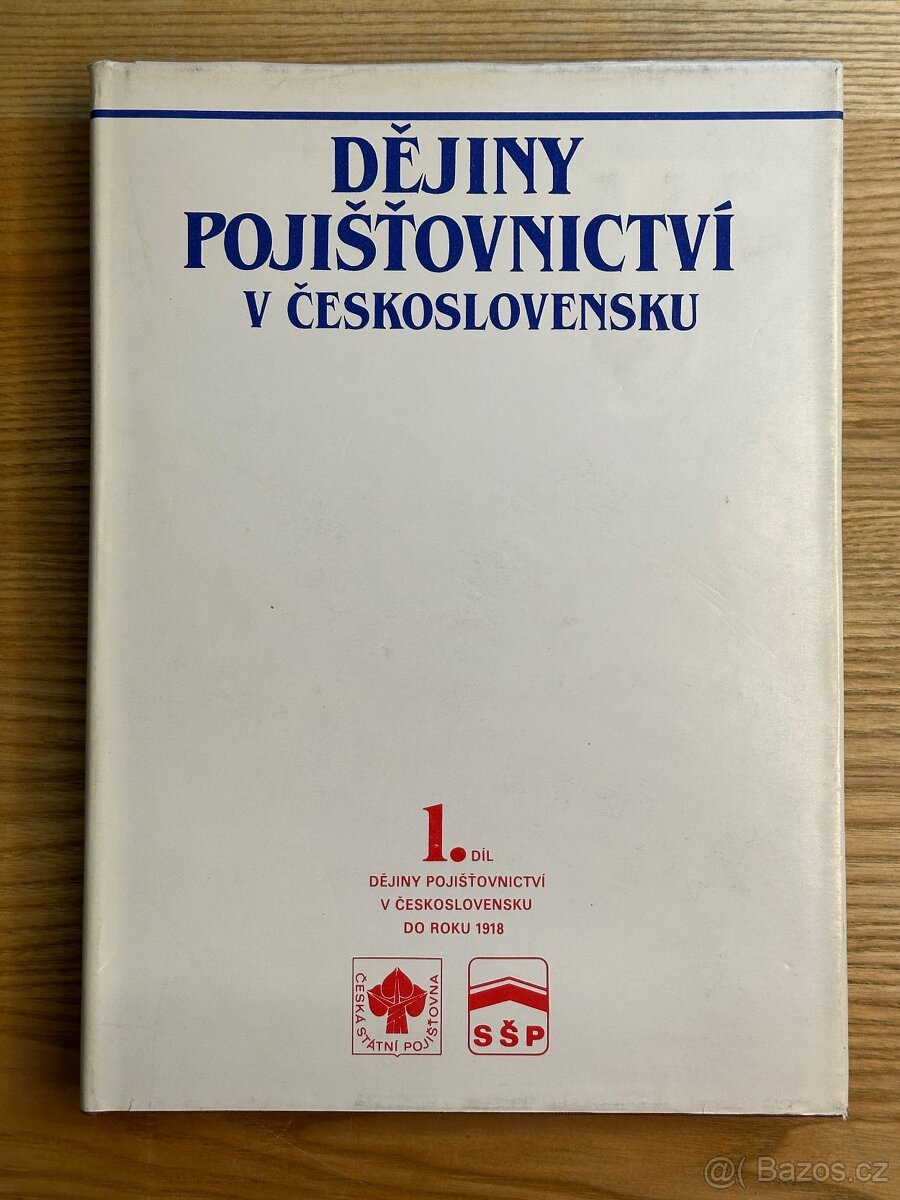 DĚJINY
POJIŠŤOVNICTVÍ
V ČESKOSLOVENSKU
1. DÍL
DĚJINY POJIŠŤOVNICTVÍ
V ČESKOSLOVENSKU
DO ROKU 1918
ČESKÁ STÁTNÍ POJIŠŤOVNA
SŠP
@( Bazos.cz